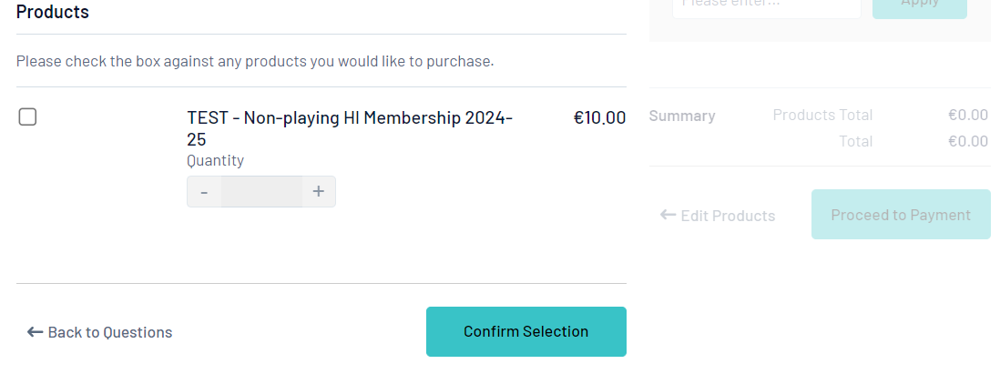 Products
Please check the box against any products you would like to purchase.
TEST - Non-playing HI Membership 2024-
25
€10.00
Quantity
- +
← Back to Questions
Confirm Selection
Please enter...
Apply
Summary
Products Total €0.00
Total €0.00
← Edit Products
Proceed to Payment